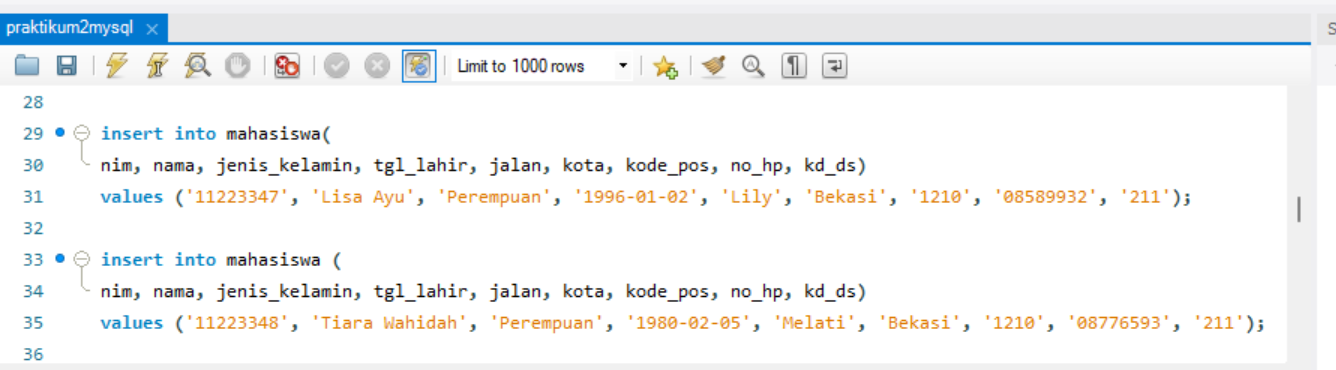 praktikum2mysql
Limit to 1000 rows
28
29 insert into mahasiswa(
30 nim, nama, jenis_kelamin, tgl_lahir, jalan, kota, kode_pos, no_hp, kd_ds)
31 values ('11223347', 'Lisa Ayu', 'Perempuan', '1996-01-02', 'Lily', 'Bekasi', '1210', '08589932', '211');
32
33 insert into mahasiswa (
34 nim, nama, jenis_kelamin, tgl_lahir, jalan, kota, kode_pos, no_hp, kd_ds)
35 values ('11223348', 'Tiara Wahidah', 'Perempuan', '1980-02-05', 'Melati', 'Bekasi', '1210', '08776593', '211');
36